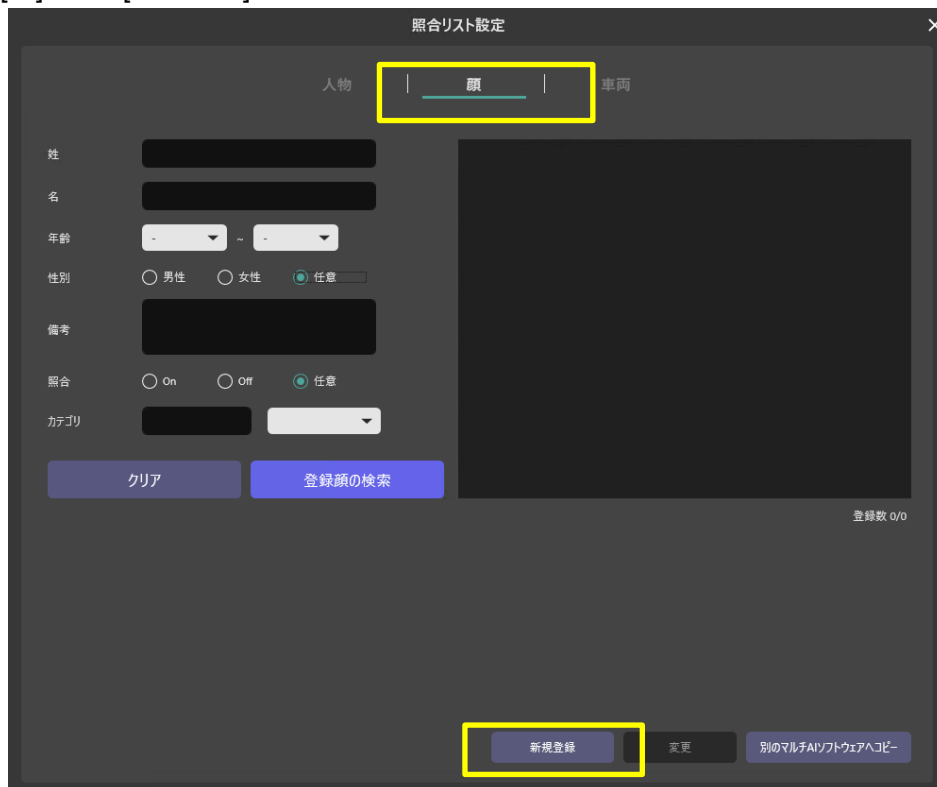 照合リスト設定 ×
人物 | 顔 | 車両
姓
名
年齢 - ~ -
性別 男性 女性 任意
備考
照合 On Off 任意
カテゴリ
クリア 登録顔の検索
登録数 0/0
新規登録 変更 別のマルチAIソフトウェアへコピー